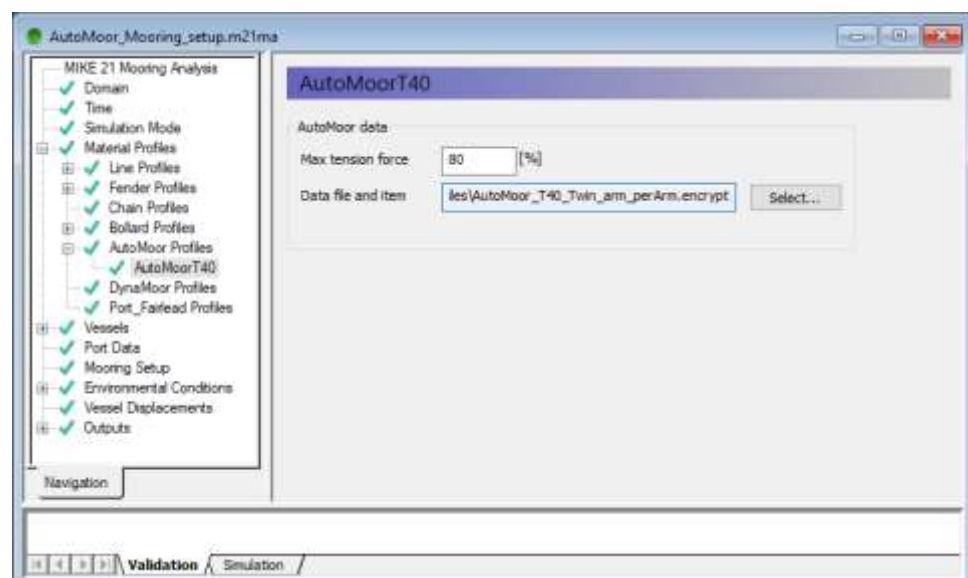 AutoMoor_Mooring_setup.m21ma
MIKE 21 Mooring Analysis
Domain
Time
Simulation Mode
Material Profiles
Line Profiles
Fender Profiles
Chain Profiles
Bollard Profiles
AutoMoor Profiles
AutoMoorT40
DynaMoor Profiles
Port_Fairlead Profiles
Vessels
Port Data
Mooring Setup
Environmental Conditions
Vessel Displacements
Outputs
Navigation
AutoMoorT40
AutoMoor data
Max tension force 80 [%]
Data file and item les\AutoMoor_T40_Twin_arm_perArm.encrypt Select...
Validation Simulation